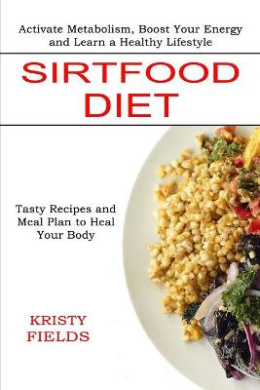 Activate Metabolism, Boost Your Energy
and Learn a Healthy Lifestyle
SIRTFOOD
DIET
Tasty Recipes and
Meal Plan to Heal
Your Body
KRISTY
FIELDS